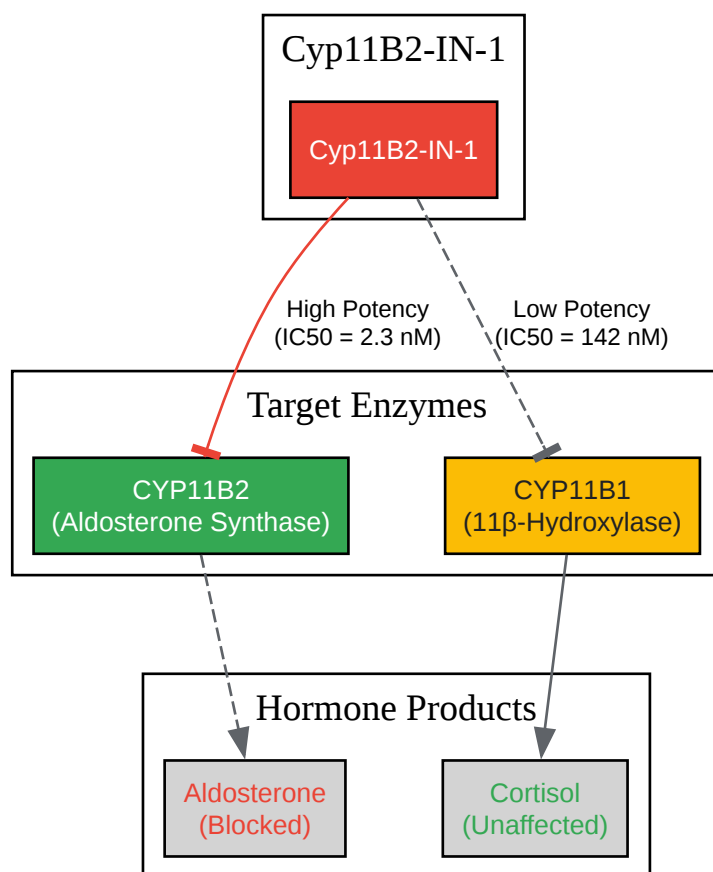 Cyp11B2-IN-1
Cyp11B2-IN-1
High Potency
(IC50 = 2.3 nM)
Low Potency
(IC50 = 142 nM)
Target Enzymes
CYP11B2
(Aldosterone Synthase)
CYP11B1
(11β-Hydroxylase)
Hormone Products
Aldosterone
(Blocked)
Cortisol
(Unaffected)